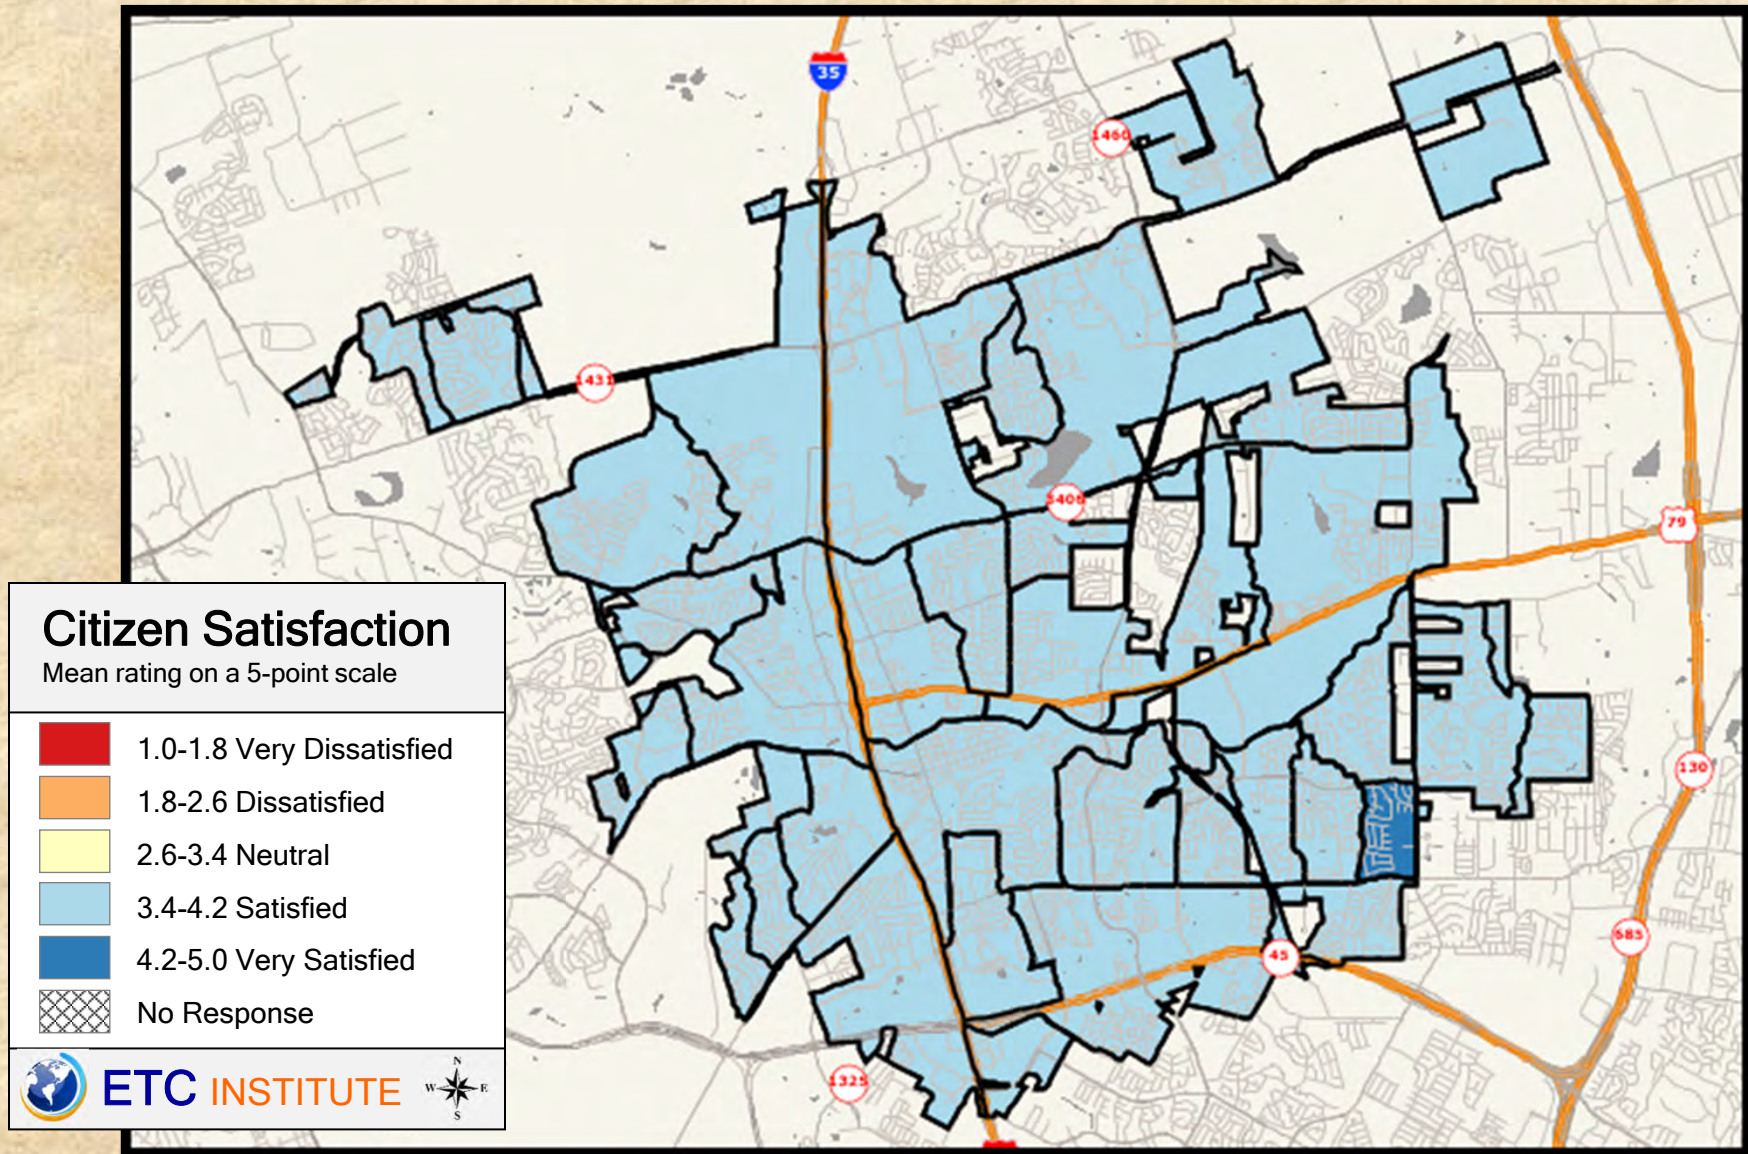 35
1460
1431
3406
79
130
685
45
1325
Citizen Satisfaction
Mean rating on a 5-point scale
1.0-1.8 Very Dissatisfied
1.8-2.6 Dissatisfied
2.6-3.4 Neutral
3.4-4.2 Satisfied
4.2-5.0 Very Satisfied
No Response
ETC INSTITUTE
N
W E
S